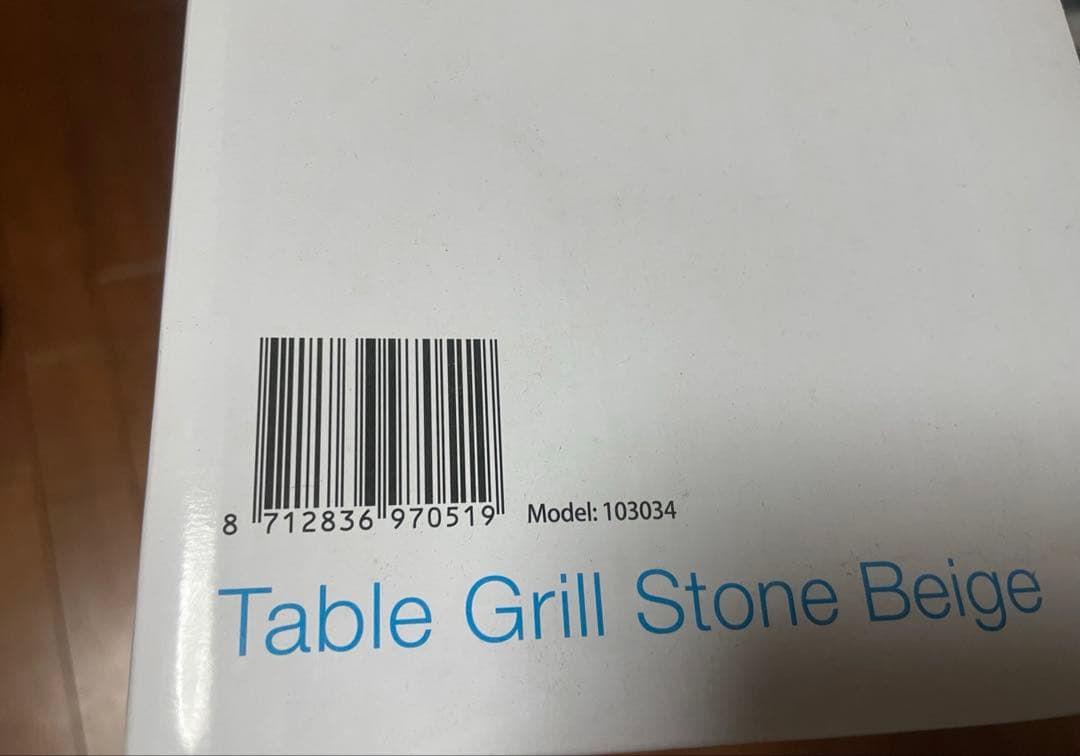 8 712836 970519 Model: 103034
Table Grill Stone Beige